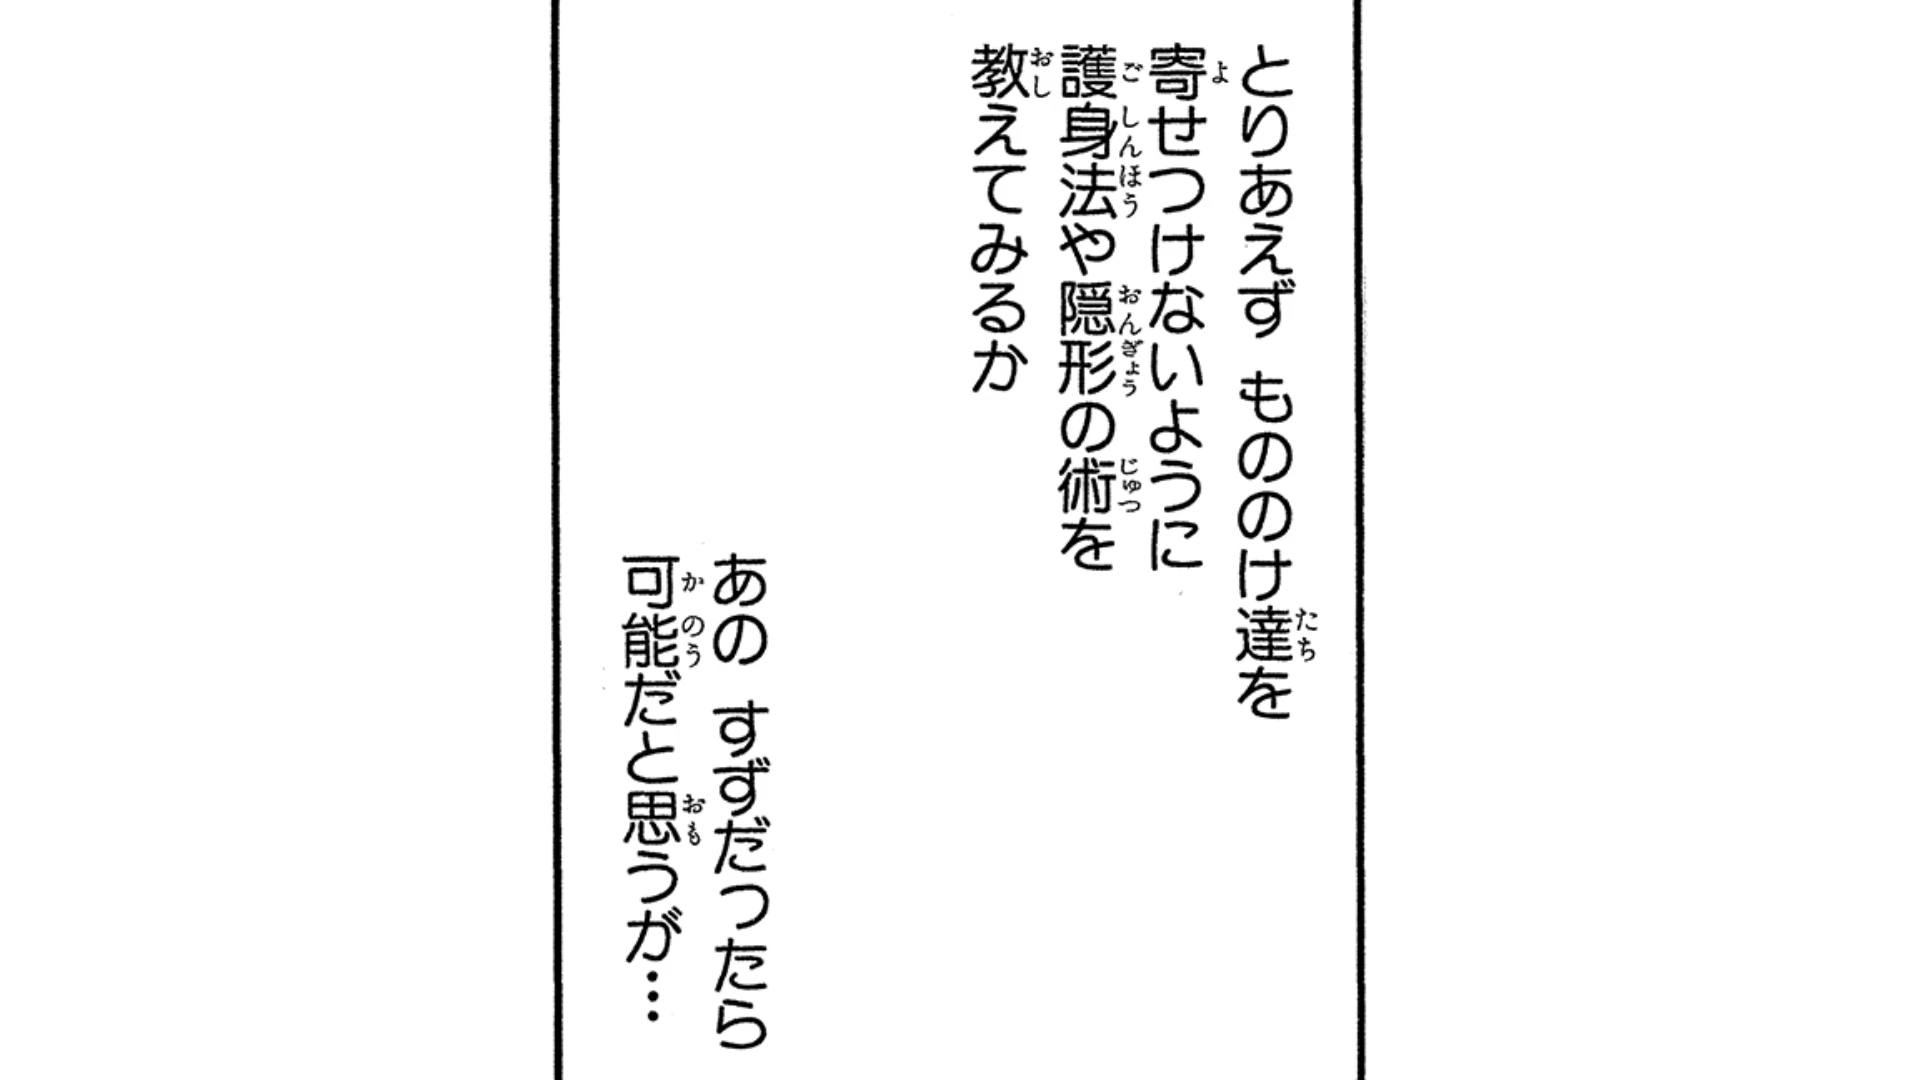 とりあえず もののけ達を
寄せつけないように
護身法や隠形の術を
教えてみるか
あの すずだったら
可能だと思うが…